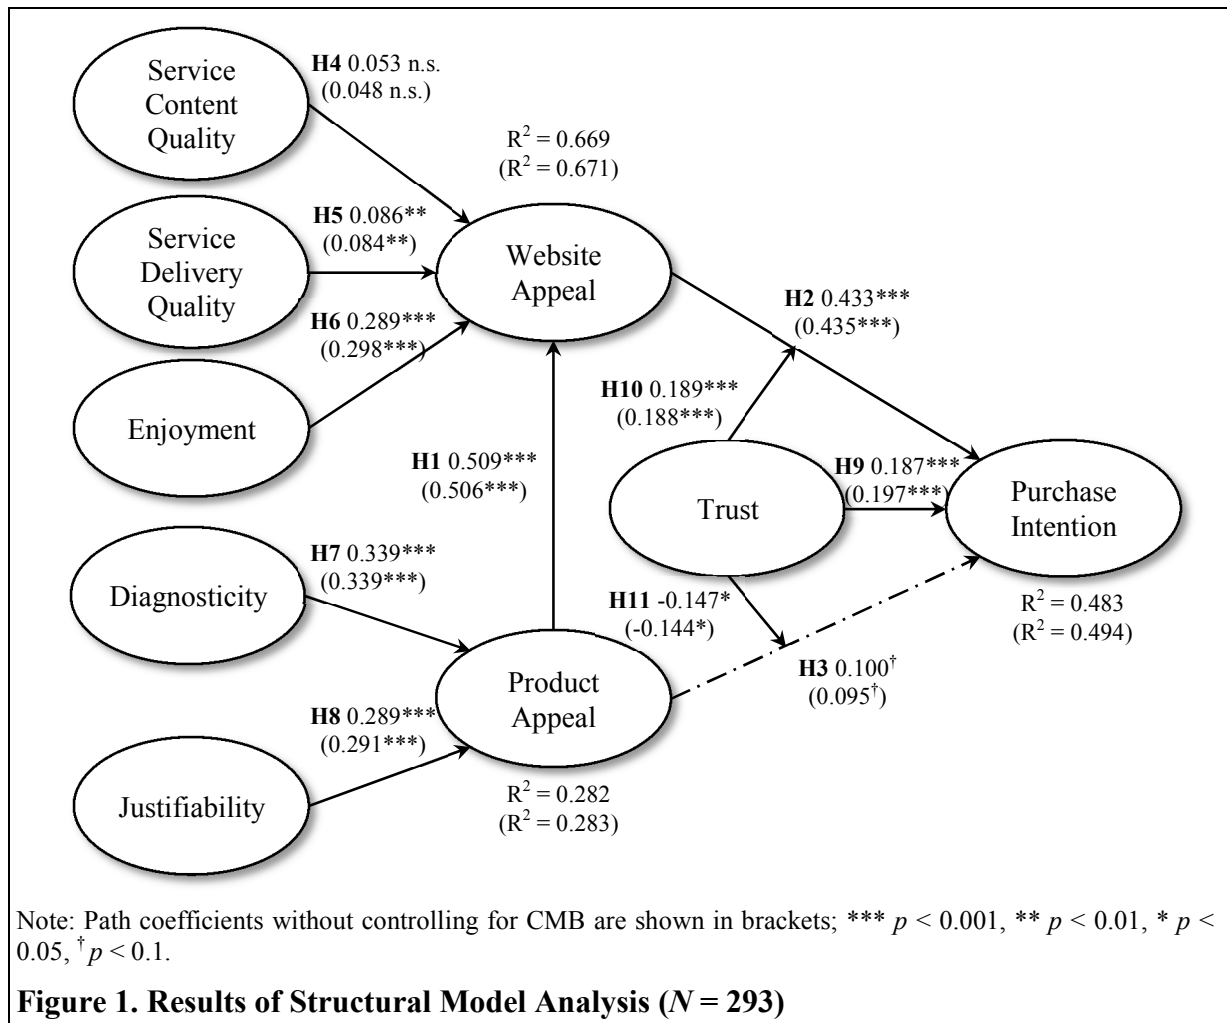 Service
Content
Quality
H4 0.053 n.s.
(0.048 n.s.)
R² = 0.669
(R² = 0.671)
Service
Delivery
Quality
H5 0.086**
(0.084**)
Website
Appeal
H2 0.433***
(0.435***)
H6 0.289***
(0.298***)
Enjoyment
H10 0.189***
(0.188***)
H1 0.509***
(0.506***)
Trust
H9 0.187***
(0.197***)
Purchase
Intention
R² = 0.483
(R² = 0.494)
Diagnosticity
H7 0.339***
(0.339***)
H11 -0.147*
(-0.144*)
H3 0.100†
(0.095†)
Product
Appeal
R² = 0.282
(R² = 0.283)
H8 0.289***
(0.291***)
Justifiability
Note: Path coefficients without controlling for CMB are shown in brackets; *** p < 0.001, ** p < 0.01, * p <
0.05, † p < 0.1.
Figure 1. Results of Structural Model Analysis (N = 293)